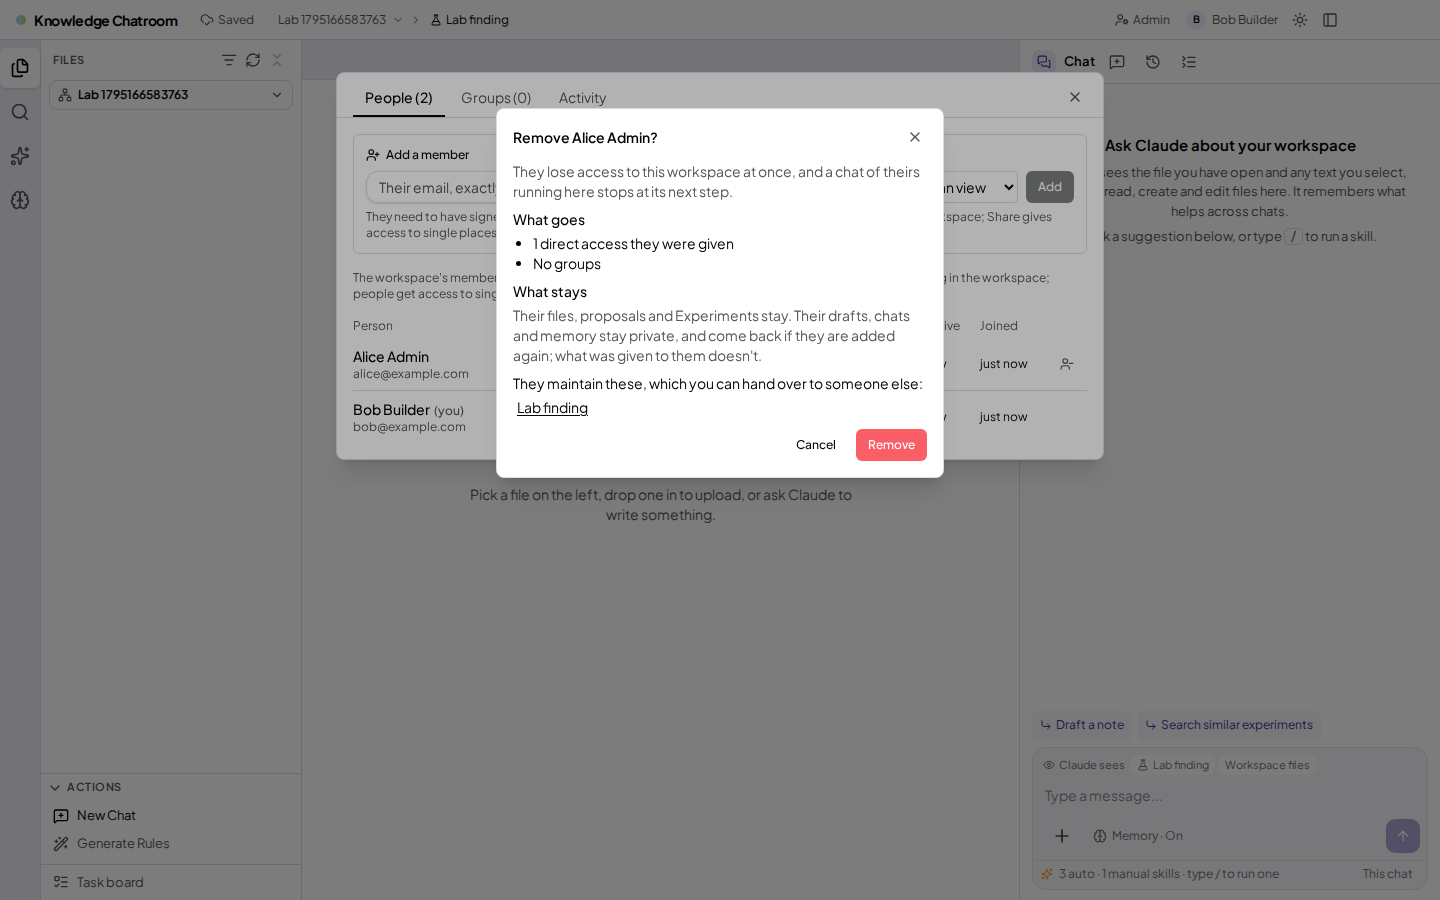 Knowledge Chatroom
Saved
Lab 1795166583763
Lab finding
Admin
B
Bob Builder
FILES
Lab 1795166583763
Chat
People (2)
Groups (0)
Activity
Add a member
Their email, exactly
an view
Add
They need to have signe
kspace; Share gives
access to single places
The workspace's member
g in the workspace;
people get access to sing
Person
ive
Joined
Alice Admin
alice@example.com
just now
Bob Builder (you)
bob@example.com
just now
Remove Alice Admin?
They lose access to this workspace at once, and a chat of theirs
running here stops at its next step.
What goes
1 direct access they were given
No groups
What stays
Their files, proposals and Experiments stay. Their drafts, chats
and memory stay private, and come back if they are added
again; what was given to them doesn't.
They maintain these, which you can hand over to someone else:
Lab finding
Cancel
Remove
Pick a file on the left, drop one in to upload, or ask Claude to
write something.
Ask Claude about your workspace
sees the file you have open and any text you select,
read, create and edit files here. It remembers what
helps across chats.
k a suggestion below, or type / to run a skill.
Draft a note
Search similar experiments
Claude sees
Lab finding
Workspace files
Type a message...
Memory · On
3 auto · 1 manual skills · type / to run one
This chat
ACTIONS
New Chat
Generate Rules
Task board